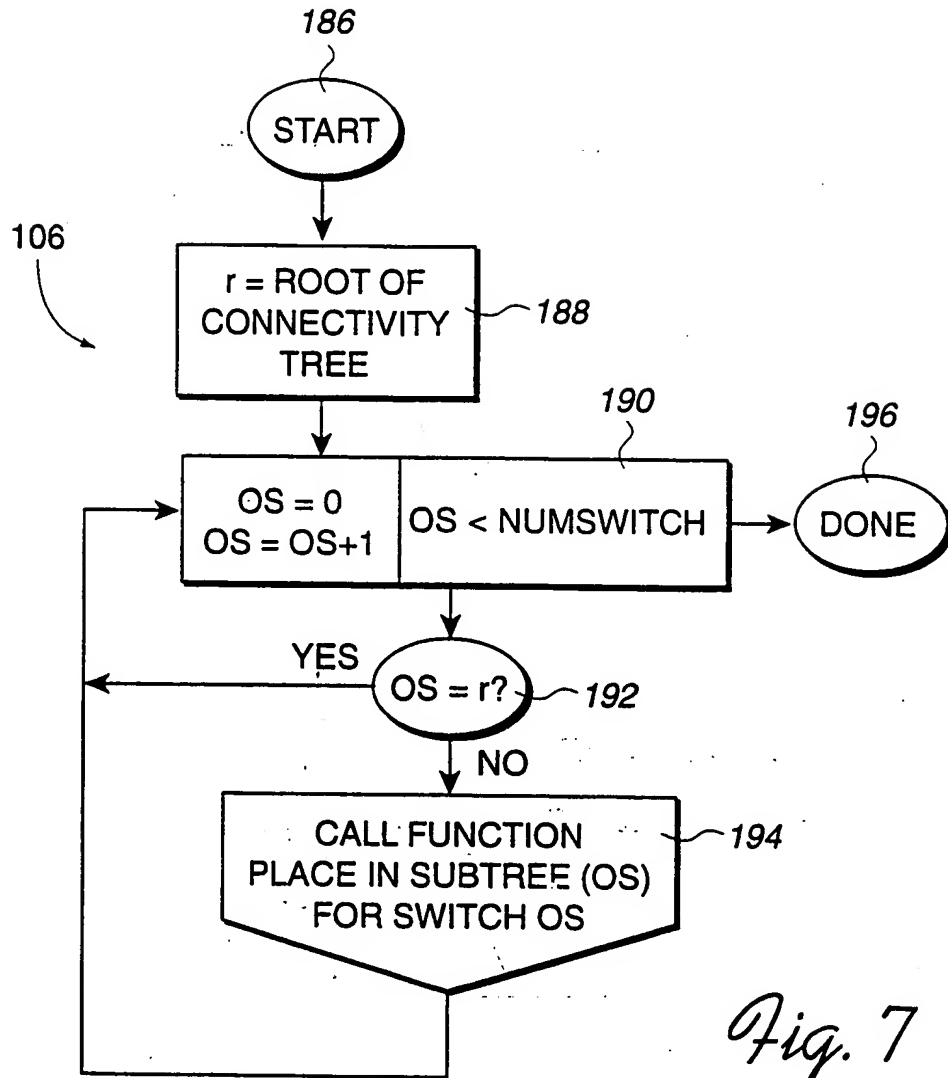 186
START
106
r = ROOT OF
CONNECTIVITY
TREE
188
190
196
OS = 0
OS = OS+1
OS < NUMSWITCH
DONE
YES
OS = r?
192
NO
CALL FUNCTION
PLACE IN SUBTREE (OS)
FOR SWITCH OS
194
Fig. 7